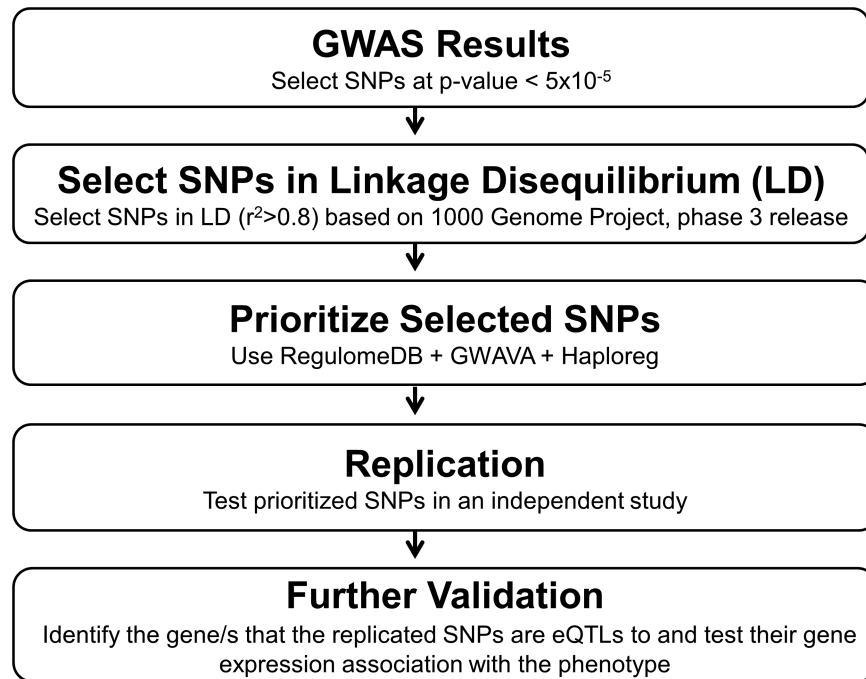 GWAS Results
Select SNPs at p-value < 5x10⁻⁵
Select SNPs in Linkage Disequilibrium (LD)
Select SNPs in LD (r²>0.8) based on 1000 Genome Project, phase 3 release
Prioritize Selected SNPs
Use RegulomeDB + GWAVA + Haploreg
Replication
Test prioritized SNPs in an independent study
Further Validation
Identify the gene/s that the replicated SNPs are eQTLs to and test their gene
expression association with the phenotype